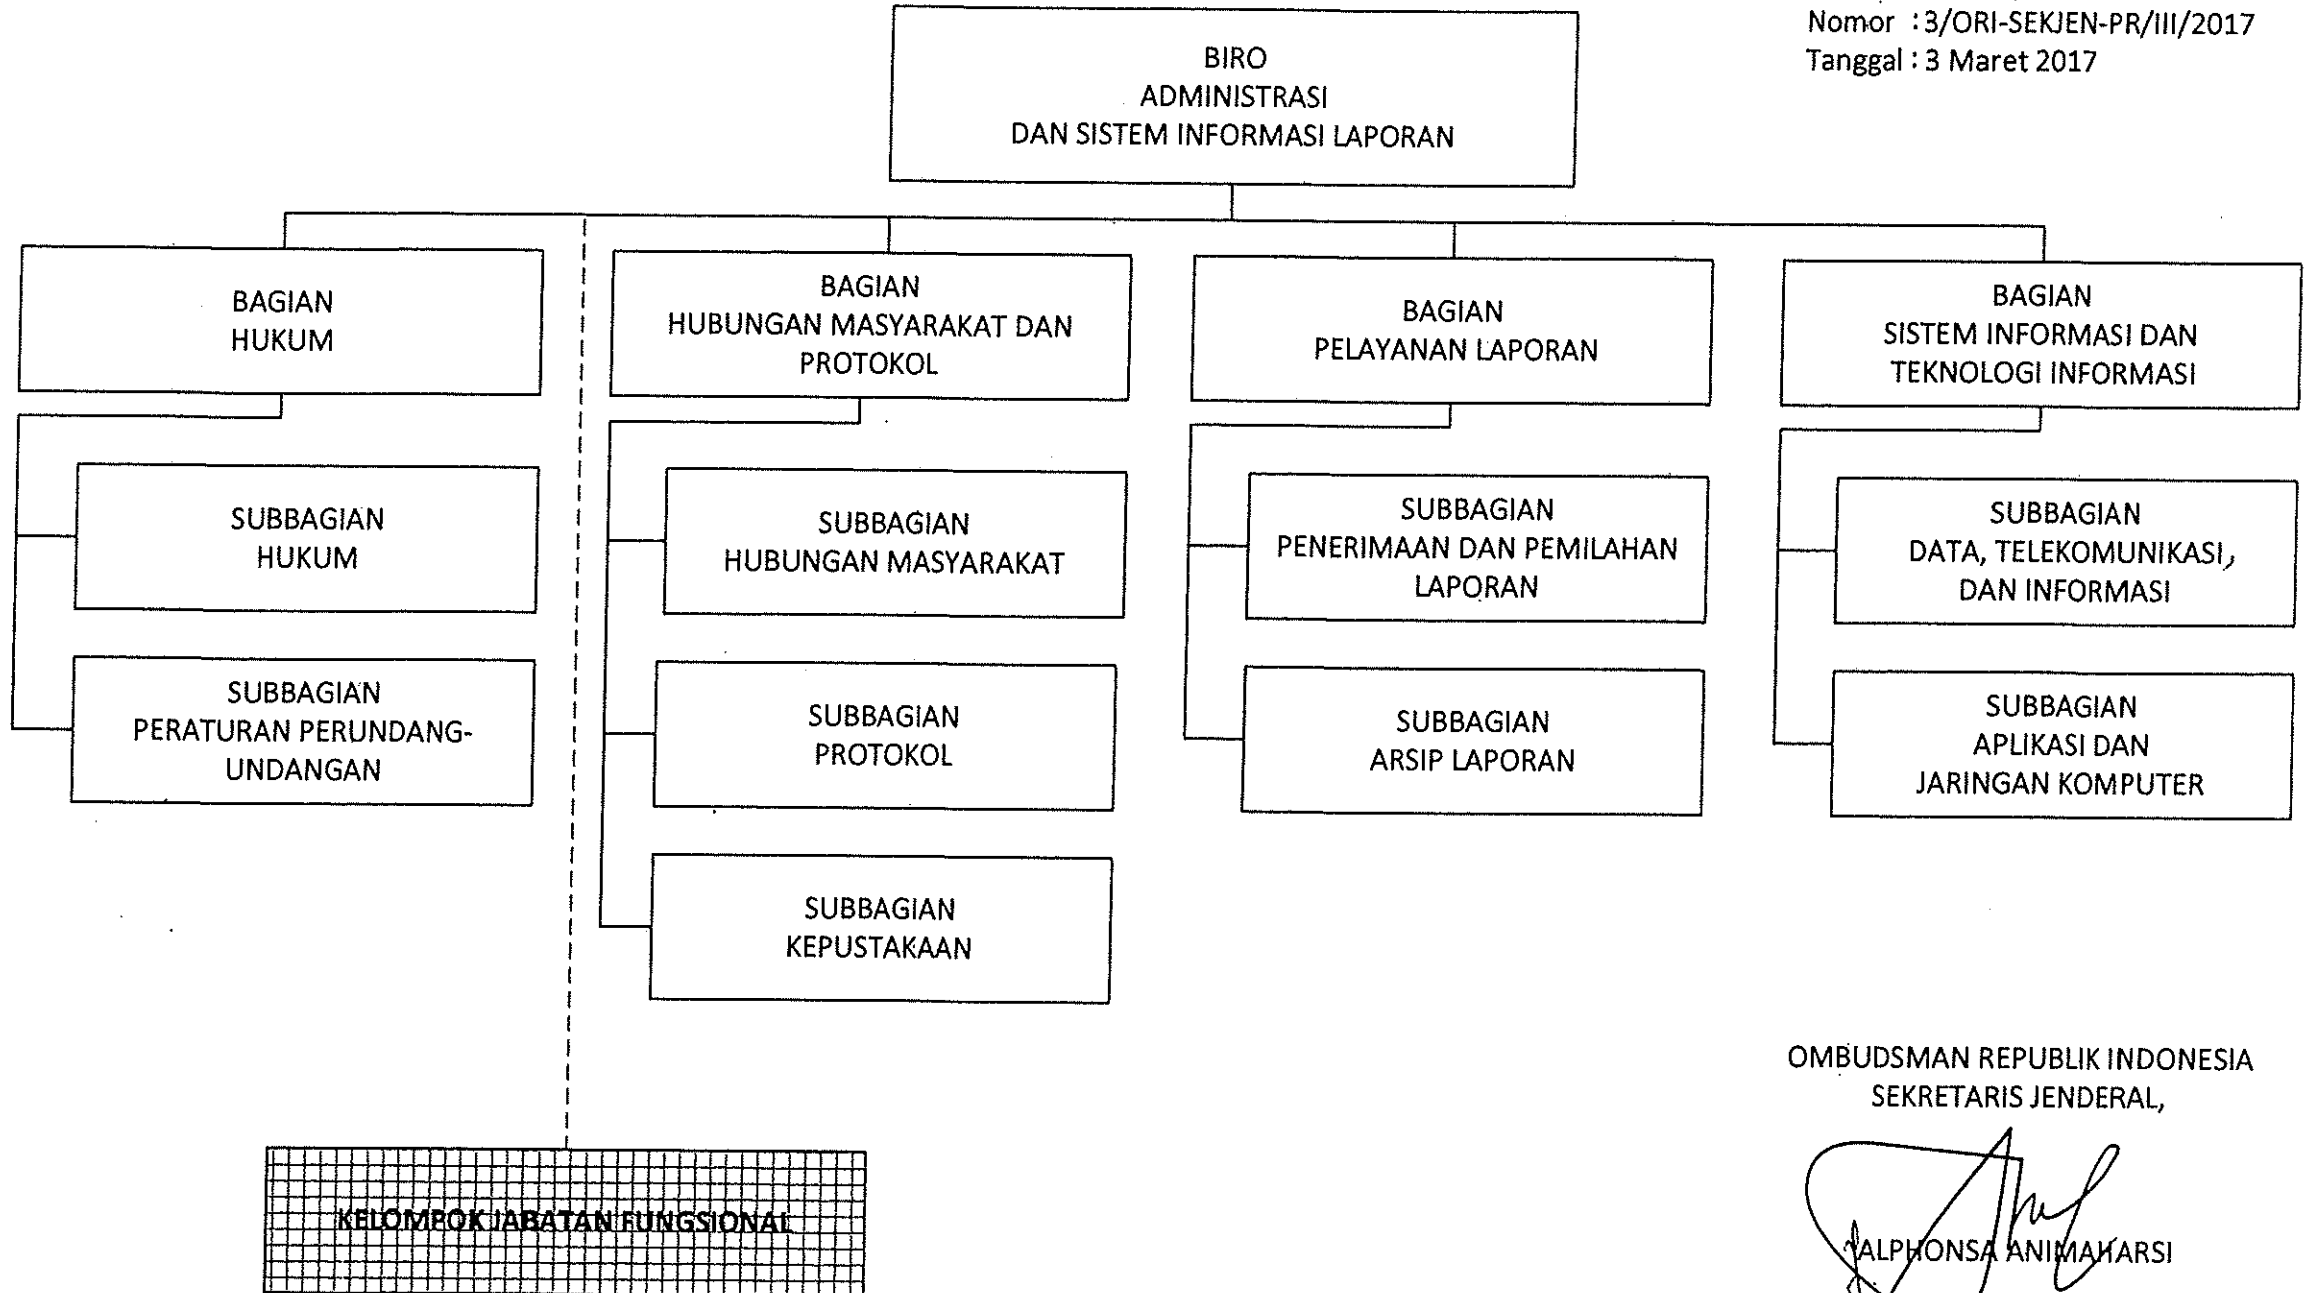 Nomor : 3/ORI-SEKJEN-PR/III/2017
Tanggal : 3 Maret 2017
BIRO
ADMINISTRASI
DAN SISTEM INFORMASI LAPORAN
BAGIAN
HUKUM
SUBBAGIAN
HUKUM
SUBBAGIAN
PERATURAN PERUNDANG-
UNDANGAN
BAGIAN
HUBUNGAN MASYARAKAT DAN
PROTOKOL
SUBBAGIAN
HUBUNGAN MASYARAKAT
SUBBAGIAN
PROTOKOL
SUBBAGIAN
KEPUSTAKAAN
BAGIAN
PELAYANAN LAPORAN
SUBBAGIAN
PENERIMAAN DAN PEMILAHAN
LAPORAN
SUBBAGIAN
ARSIP LAPORAN
BAGIAN
SISTEM INFORMASI DAN
TEKNOLOGI INFORMASI
SUBBAGIAN
DATA, TELEKOMUNIKASI,
DAN INFORMASI
SUBBAGIAN
APLIKASI DAN
JARINGAN KOMPUTER
KELOMPOK JABATAN FUNGSIONAL
OMBUDSMAN REPUBLIK INDONESIA
SEKRETARIS JENDERAL,
ALPHONSA ANIMAHARSI